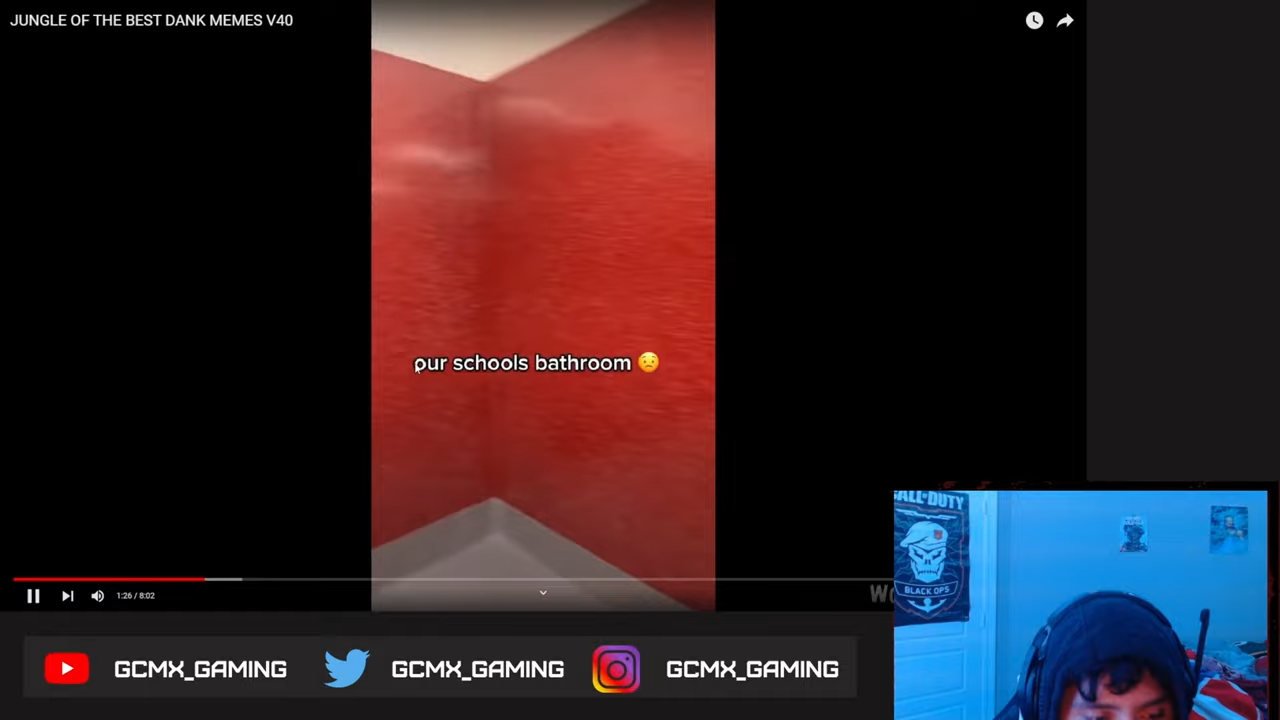 JUNGLE OF THE BEST DANK MEMES V40
our schools bathroom 😟
1:26 / 8:02
CALL-DUTY
BLACK OPS
GCMX_GAMING
GCMX_GAMING
GCMX_GAMING